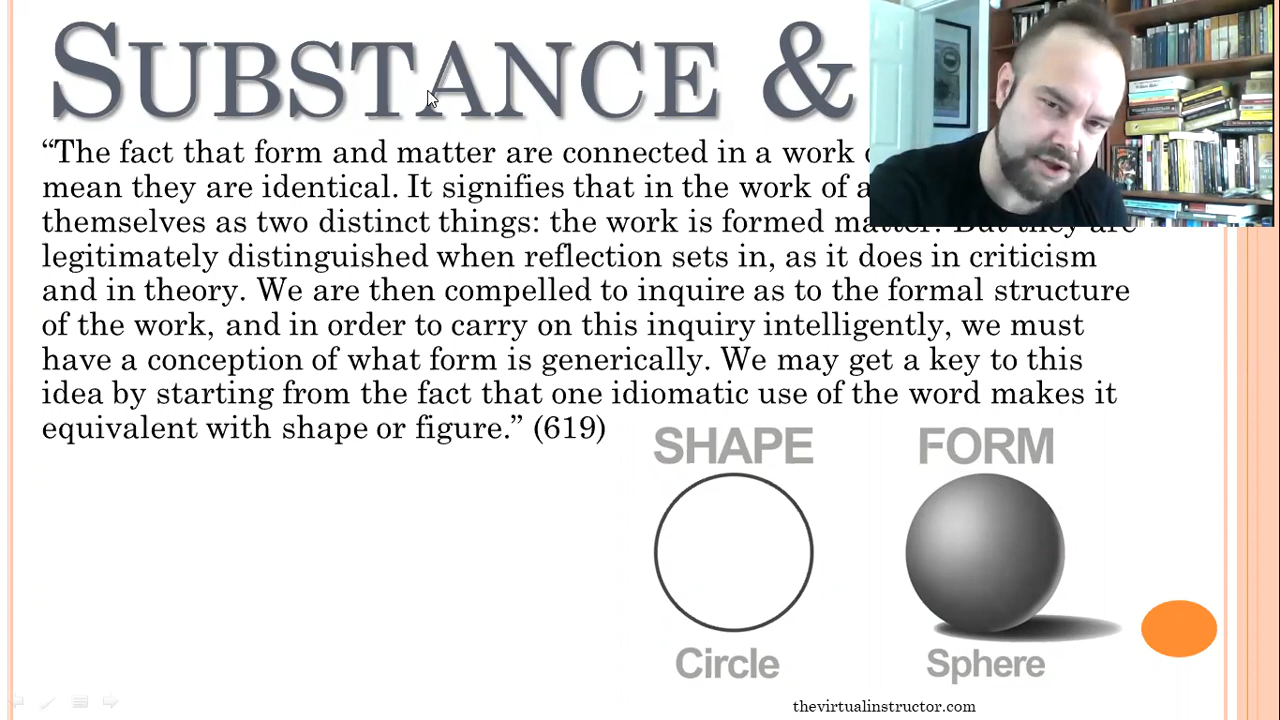 SUBSTANCE &
“The fact that form and matter are connected in a work
mean they are identical. It signifies that in the work of
themselves as two distinct things: the work is formed matter. But they are
legitimately distinguished when reflection sets in, as it does in criticism
and in theory. We are then compelled to inquire as to the formal structure
of the work, and in order to carry on this inquiry intelligently, we must
have a conception of what form is generically. We may get a key to this
idea by starting from the fact that one idiomatic use of the word makes it
equivalent with shape or figure.” (619)
SHAPE FORM
Circle Sphere
thevirtualinstructor.com